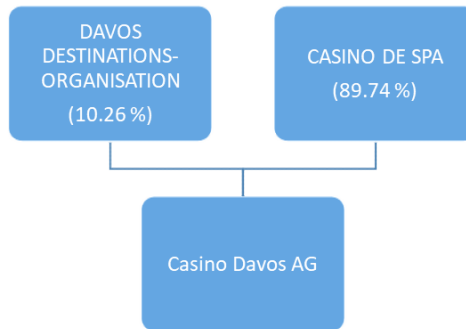 DAVOS
DESTINATIONS-
ORGANISATION
(10.26 %)
CASINO DE SPA
(89.74 %)
Casino Davos AG